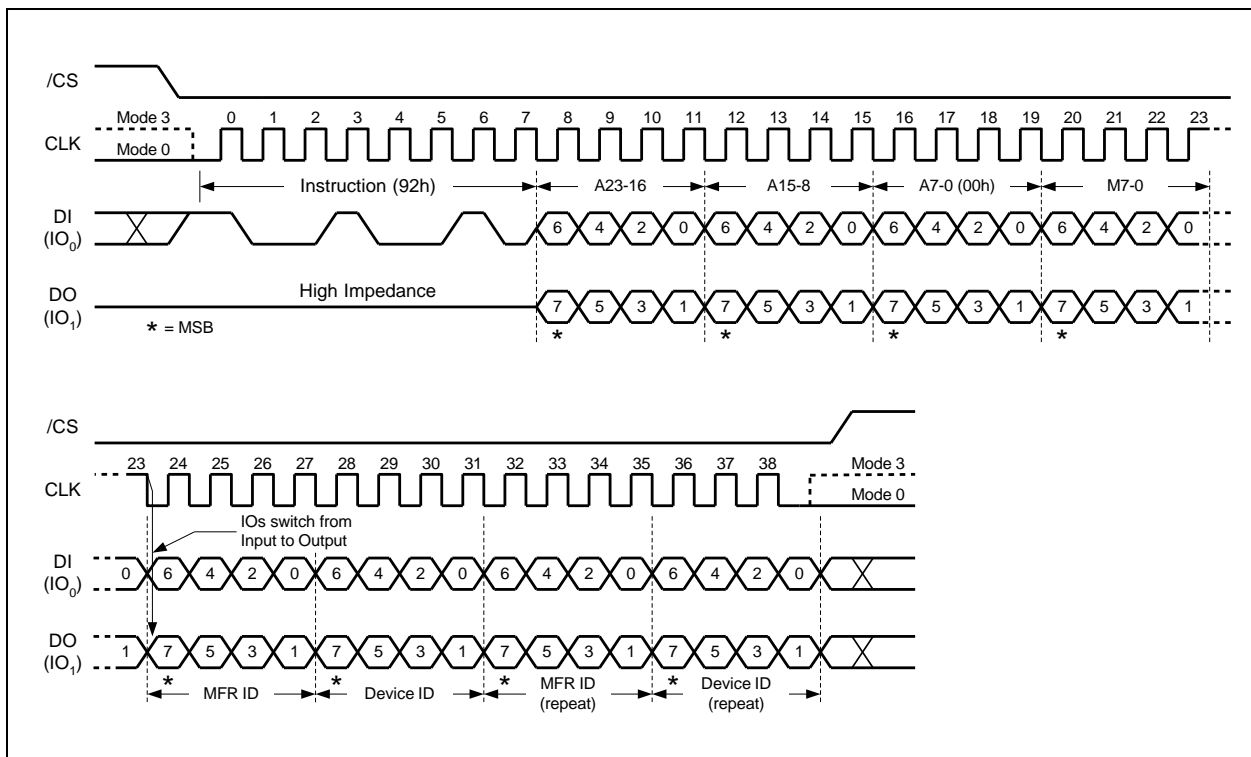 /CS
Mode 3 0 1 2 3 4 5 6 7 8 9 10 11 12 13 14 15 16 17 18 19 20 21 22 23
CLK
Mode 0
Instruction (92h) A23-16 A15-8 A7-0 (00h) M7-0
DI
(IO0)
6 4 2 0 6 4 2 0 6 4 2 0 6 4 2 0
High Impedance
DO
(IO1)
7 5 3 1 7 5 3 1 7 5 3 1 7 5 3 1
* = MSB
* * * *
/CS
23 24 25 26 27 28 29 30 31 32 33 34 35 36 37 38 Mode 3
CLK
Mode 0
IOs switch from
Input to Output
DI
(IO0)
0 6 4 2 0 6 4 2 0 6 4 2 0 6 4 2 0
DO
(IO1)
1 7 5 3 1 7 5 3 1 7 5 3 1 7 5 3 1
* * * *
MFR ID Device ID MFR ID
(repeat) Device ID
(repeat)